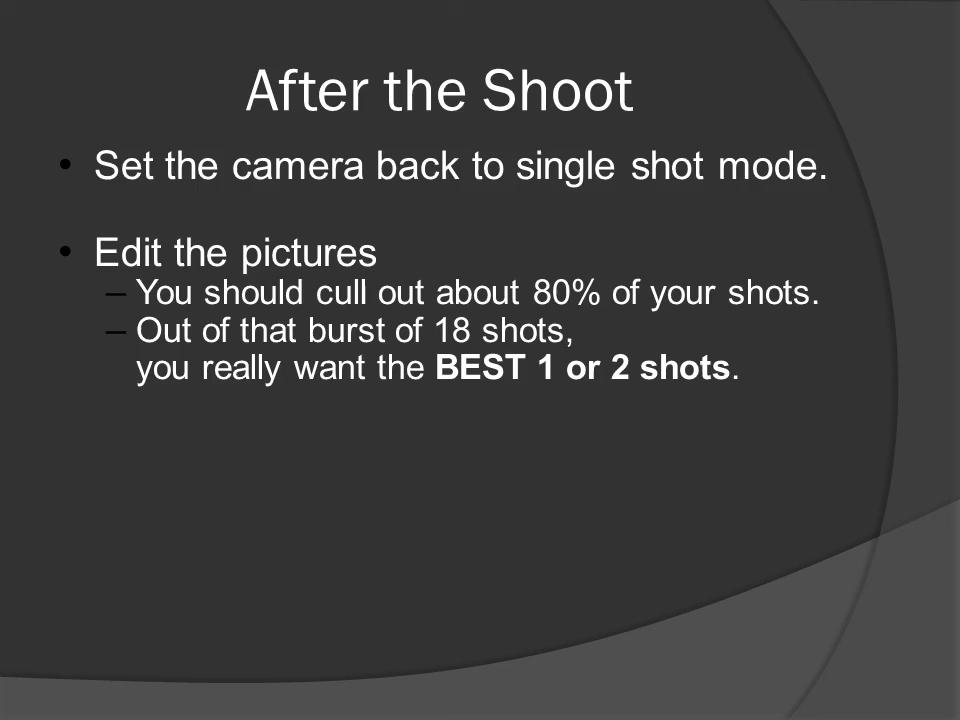 After the Shoot
• Set the camera back to single shot mode.
• Edit the pictures
– You should cull out about 80% of your shots.
– Out of that burst of 18 shots,
you really want the BEST 1 or 2 shots.